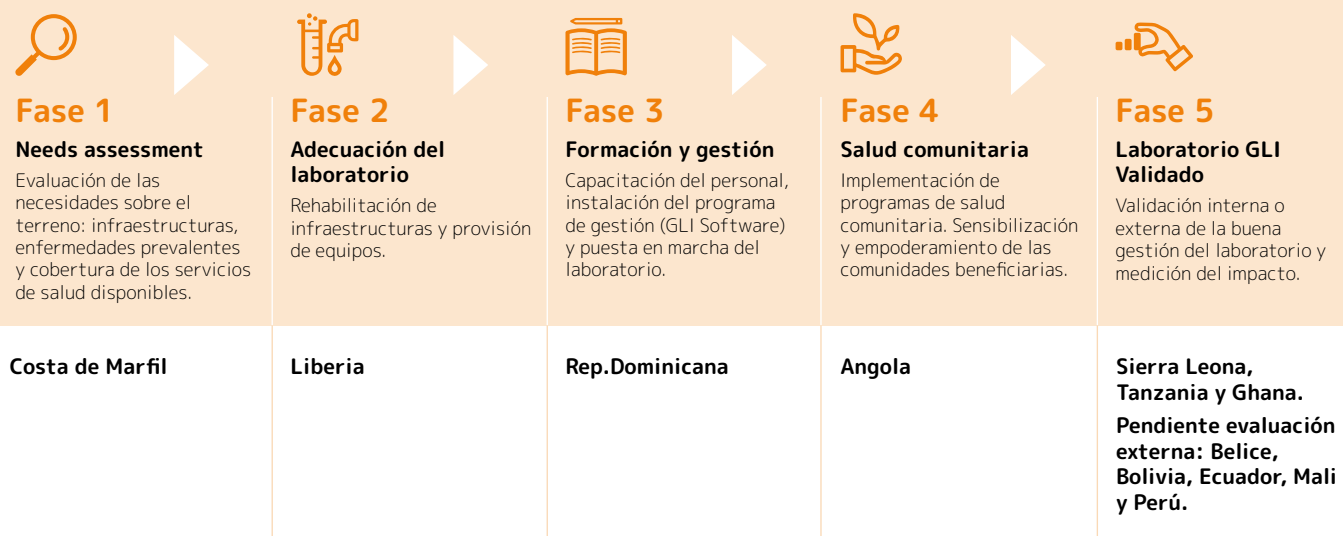 Fase 1
Needs assessment
Evaluación de las
necesidades sobre el
terreno: infraestructuras,
enfermedades prevalentes
y cobertura de los servicios
de salud disponibles.
Costa de Marfil
Fase 2
Adecuación del
laboratorio
Rehabilitación de
infraestructuras y provisión
de equipos.
Liberia
Fase 3
Formación y gestión
Capacitación del personal,
instalación del programa
de gestión (GLI Software)
y puesta en marcha del
laboratorio.
Rep.Dominicana
Fase 4
Salud comunitaria
Implementación de
programas de salud
comunitaria. Sensibilización
y empoderamiento de las
comunidades beneficiarias.
Angola
Fase 5
Laboratorio GLI
Validado
Validación interna o
externa de la buena
gestión del laboratorio y
medición del impacto.
Sierra Leona,
Tanzania y Ghana.
Pendiente evaluación
externa: Belice,
Bolivia, Ecuador, Mali
y Perú.